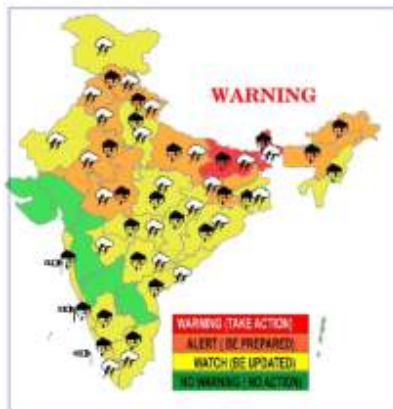 WARNING
WARNING (TAKE ACTION)
ALERT ( BE PREPARED)
WATCH (BE UPDATED)
NO WARNING ( NO ACTION)